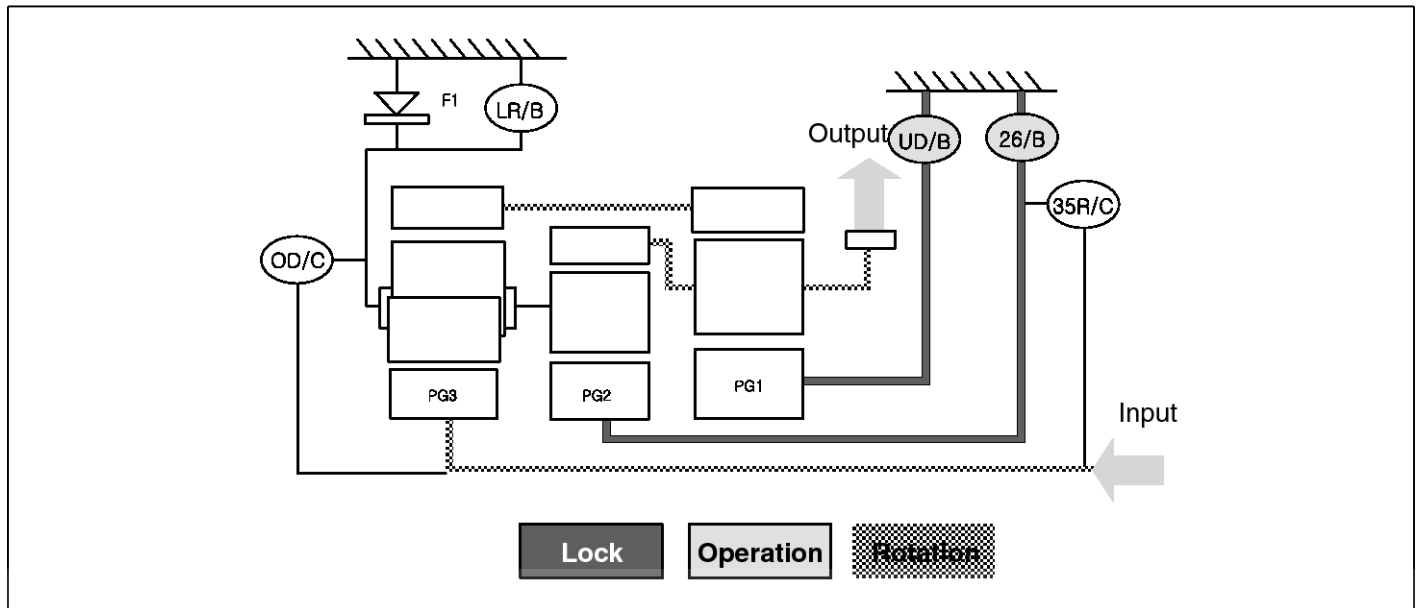 F1
LR/B
Output
UD/B
26/B
35R/C
OD/C
PG3
PG2
PG1
Input
Lock
Operation
Rotation